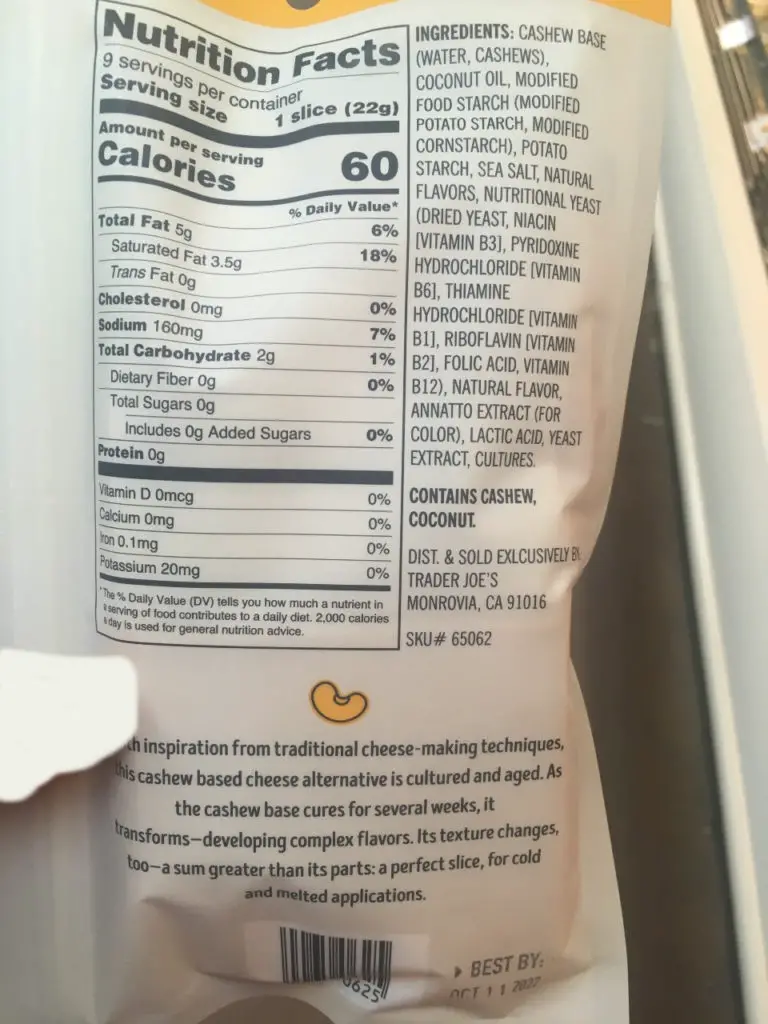 Nutrition Facts
9 servings per container
Serving size 1 slice (22g)
Amount per serving
Calories 60
% Daily Value*
Total Fat 5g 6%
Saturated Fat 3.5g 18%
Trans Fat 0g
Cholesterol 0mg 0%
Sodium 160mg 7%
Total Carbohydrate 2g 1%
Dietary Fiber 0g 0%
Total Sugars 0g
Includes 0g Added Sugars 0%
Protein 0g
Vitamin D 0mcg 0%
Calcium 0mg 0%
Iron 0.1mg 0%
Potassium 20mg 0%
*The % Daily Value (DV) tells you how much a nutrient in
a serving of food contributes to a daily diet. 2,000 calories
a day is used for general nutrition advice.
INGREDIENTS: CASHEW BASE
(WATER, CASHEWS),
COCONUT OIL, MODIFIED
FOOD STARCH (MODIFIED
POTATO STARCH, MODIFIED
CORNSTARCH), POTATO
STARCH, SEA SALT, NATURAL
FLAVORS, NUTRITIONAL YEAST
(DRIED YEAST, NIACIN
[VITAMIN B3], PYRIDOXINE
HYDROCHLORIDE [VITAMIN
B6], THIAMINE
HYDROCHLORIDE [VITAMIN
B1], RIBOFLAVIN [VITAMIN
B2], FOLIC ACID, VITAMIN
B12), NATURAL FLAVOR,
ANNATTO EXTRACT (FOR
COLOR), LACTIC ACID, YEAST
EXTRACT, CULTURES.
CONTAINS CASHEW,
COCONUT.
DIST. & SOLD EXLCUSIVELY
TRADER JOE'S
MONROVIA, CA 91016
SKU# 65062
inspiration from traditional cheese-making techniques,
this cashew based cheese alternative is cultured and aged. As
the cashew base cures for several weeks, it
transforms—developing complex flavors. Its texture changes,
too—a sum greater than its parts: a perfect slice, for cold
and melted applications.
0625
BEST BY:
OCT 11 2022